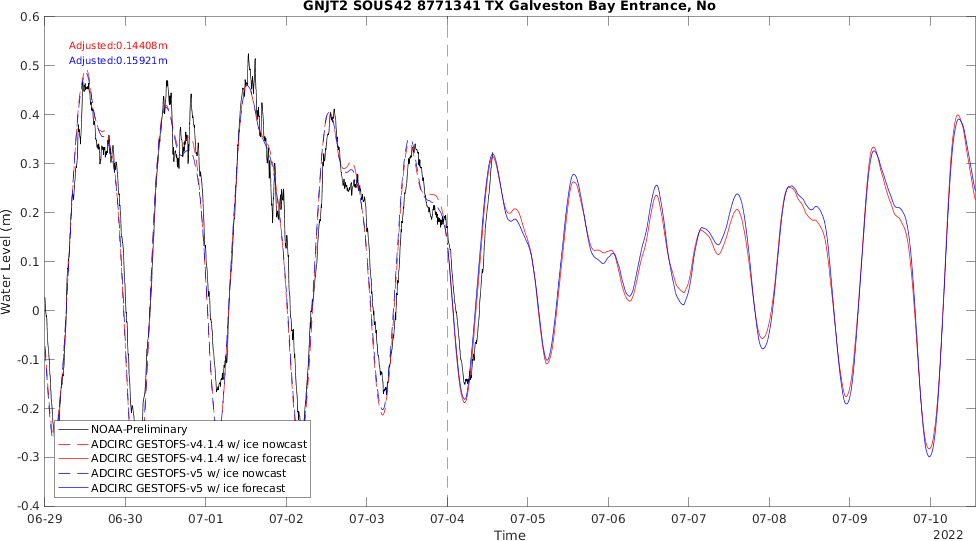 GNJT2 SOUS42 8771341 TX Galveston Bay Entrance, No
Adjusted:0.14408m
Adjusted:0.15921m
Water Level (m)
0.6
0.5
0.4
0.3
0.2
0.1
0
-0.1
-0.2
-0.3
-0.4
NOAA-Preliminary
ADCIRC GESTOFS-v4.1.4 w/ ice nowcast
ADCIRC GESTOFS-v4.1.4 w/ ice forecast
ADCIRC GESTOFS-v5 w/ ice nowcast
ADCIRC GESTOFS-v5 w/ ice forecast
06-29 06-30 07-01 07-02 07-03 07-04 07-05 07-06 07-07 07-08 07-09 07-10
Time
2022